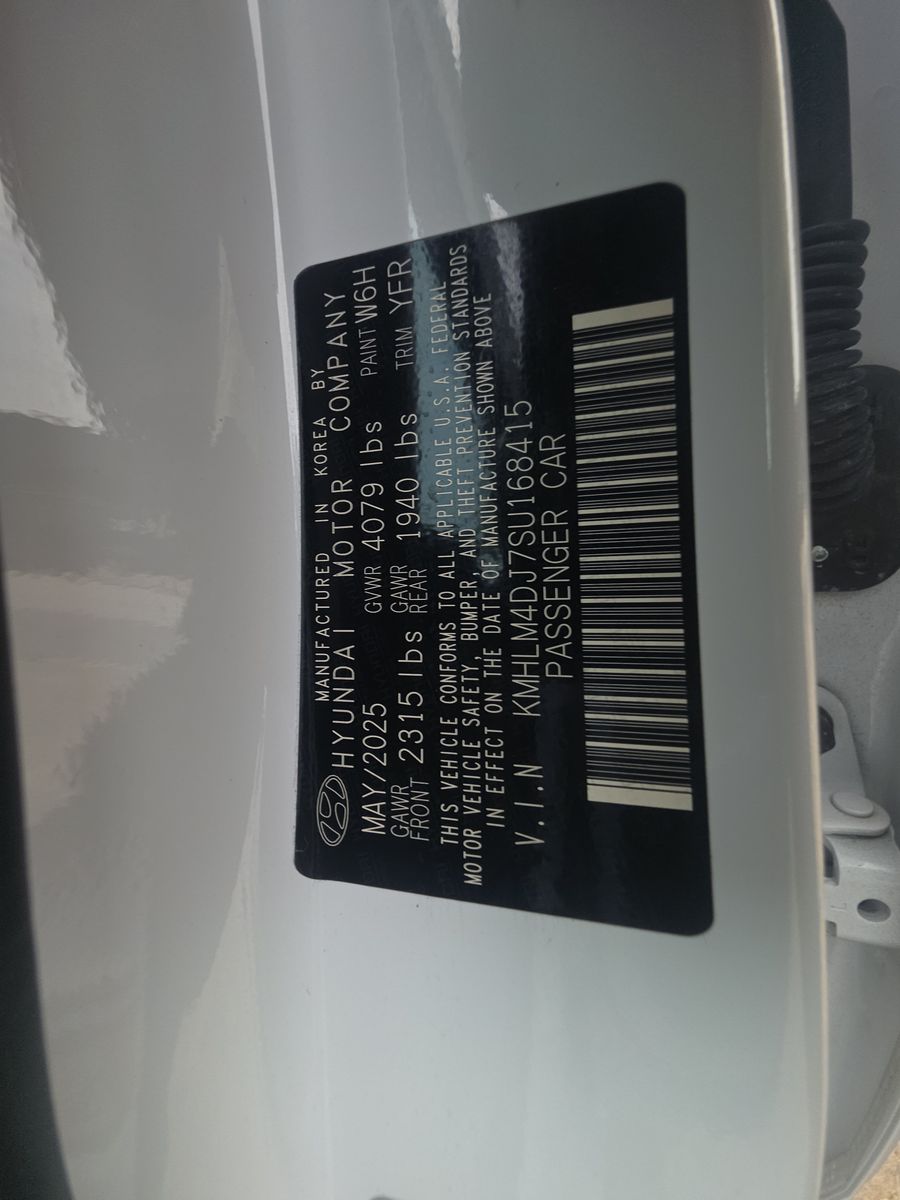 MANUFACTURED IN KOREA BY
HYUNDAI MOTOR COMPANY
MAY/2025 GVWR 4079 lbs PAINT W6H
GAWR FRONT 2315 lbs GAWR REAR 1940 lbs TRIM YFR
THIS VEHICLE CONFORMS TO ALL APPLICABLE U.S.A. FEDERAL
MOTOR VEHICLE SAFETY, BUMPER, AND THEFT PREVENTION STANDARDS
IN EFFECT ON THE DATE OF MANUFACTURE SHOWN ABOVE
V.I.N KMHLM4DJ7SU168415
PASSENGER CAR